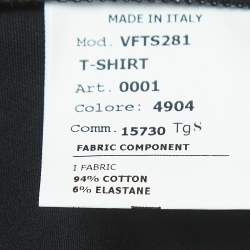 MADE IN ITALY
Mod. VFTS281
T-SHIRT
Art. 0001
Colore: 4904
Comm. 15730 TgS
FABRIC COMPONENT
1 FABRIC
94% COTTON
6% ELASTANE